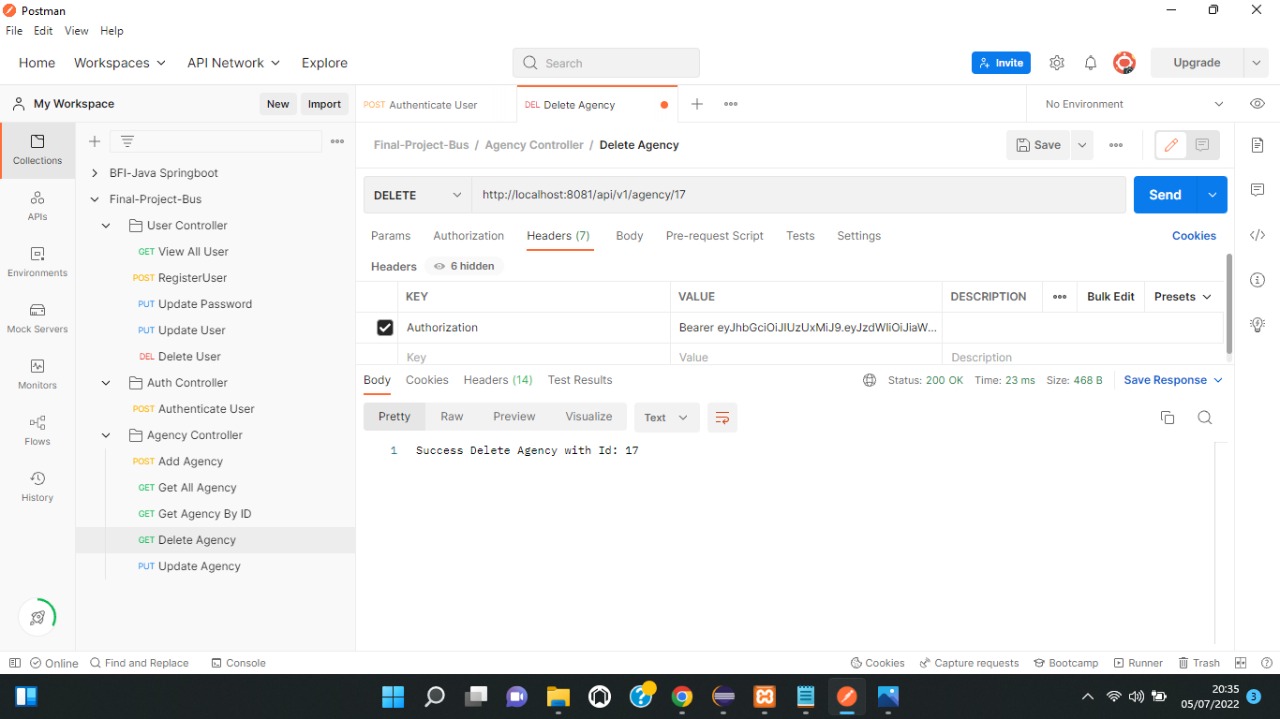 Postman
File Edit View Help
Home Workspaces API Network Explore Search Invite Upgrade
My Workspace New Import
POST Authenticate User DEL Delete Agency No Environment
Final-Project-Bus / Agency Controller / Delete Agency Save
DELETE http://localhost:8081/api/v1/agency/17 Send
Params Authorization Headers (7) Body Pre-request Script Tests Settings Cookies
Headers 6 hidden
KEY VALUE DESCRIPTION Bulk Edit Presets
Authorization Bearer eyJhbGciOiJIUzUxMiJ9.eyJzdWIiOiJiaW...
Key Value Description
Body Cookies Headers (14) Test Results Status: 200 OK Time: 23 ms Size: 468 B Save Response
Pretty Raw Preview Visualize Text
1 Success Delete Agency with Id: 17
Collections
APIs
Environments
Mock Servers
Monitors
Flows
History
BFI-Java Springboot
Final-Project-Bus
User Controller
GET View All User
POST RegisterUser
PUT Update Password
PUT Update User
DEL Delete User
Auth Controller
POST Authenticate User
Agency Controller
POST Add Agency
GET Get All Agency
GET Get Agency By ID
GET Delete Agency
PUT Update Agency
Online Find and Replace Console Cookies Capture requests Bootcamp Runner Trash
20:35
05/07/2022 3